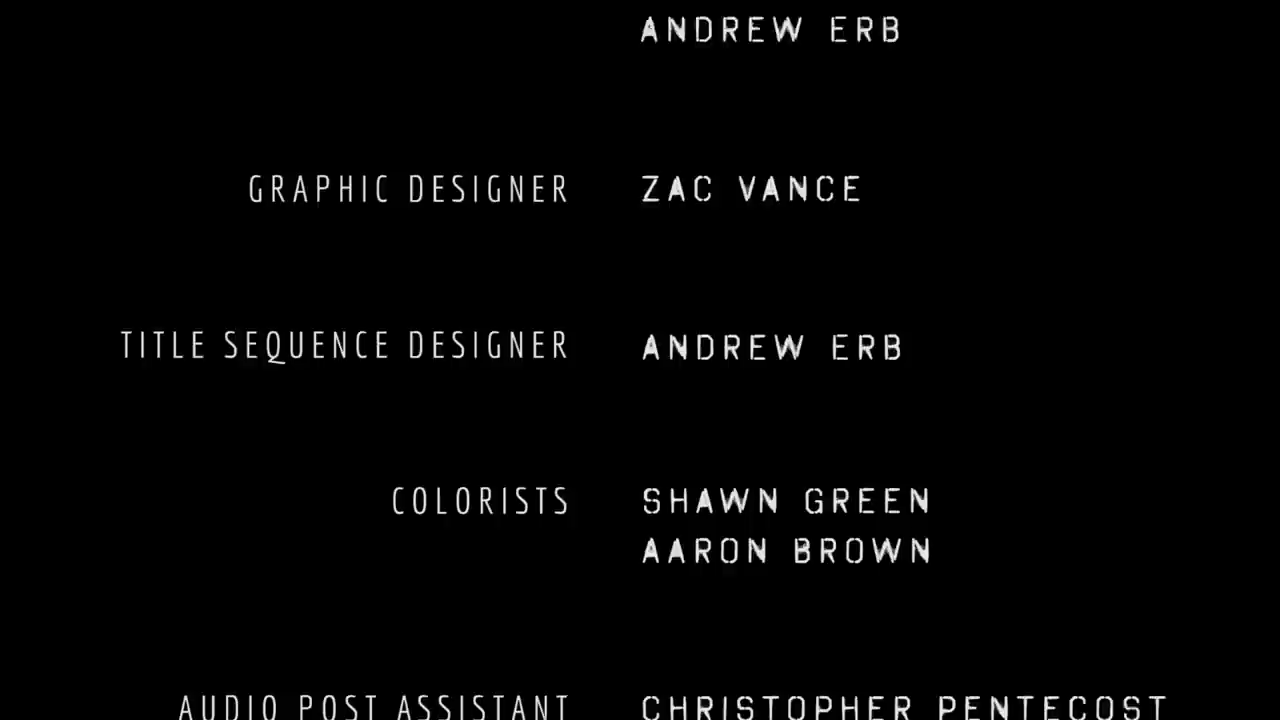 ANDREW ERB
GRAPHIC DESIGNER ZAC VANCE
TITLE SEQUENCE DESIGNER ANDREW ERB
COLORISTS SHAWN GREEN
AARON BROWN
AUDIO POST ASSISTANT CHRISTOPHER PENTECOST